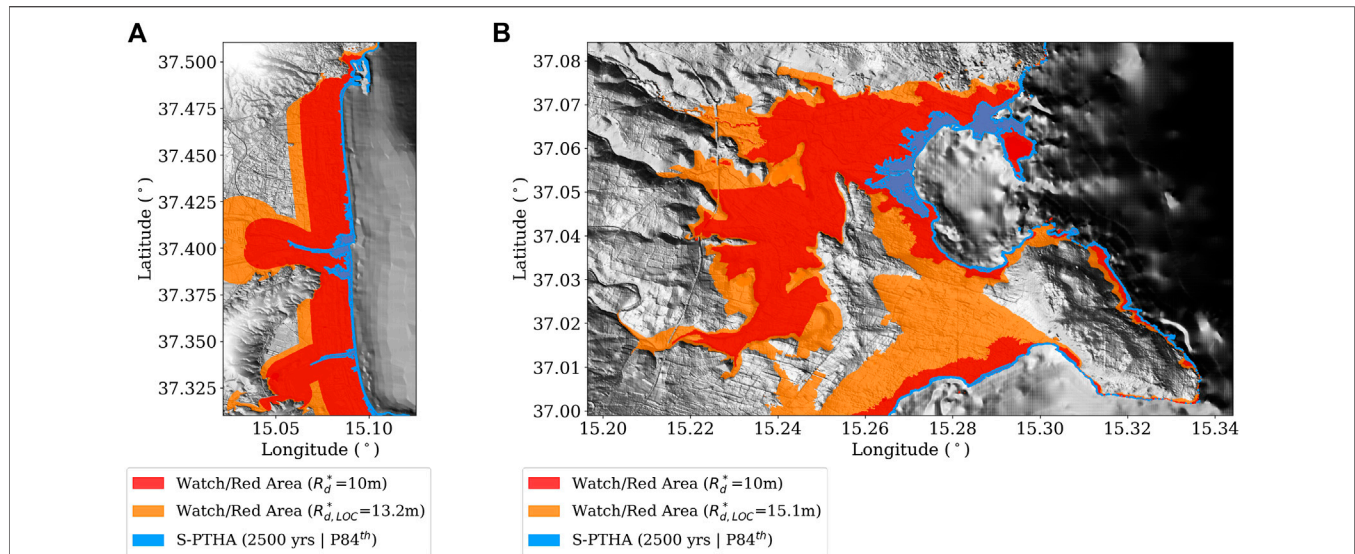 A
37.500
37.475
37.450
37.425
37.400
37.375
37.350
37.325
Latitude (°)
15.05 15.10
Longitude (°)
Watch/Red Area (R*d=10m)
Watch/Red Area (R*d,LOC=13.2m)
S-PTHA (2500 yrs | P84th)
B
37.08
37.07
37.06
37.05
37.04
37.03
37.02
37.01
37.00
Latitude (°)
15.20 15.22 15.24 15.26 15.28 15.30 15.32 15.34
Longitude (°)
Watch/Red Area (R*d=10m)
Watch/Red Area (R*d,LOC=15.1m)
S-PTHA (2500 yrs | P84th)